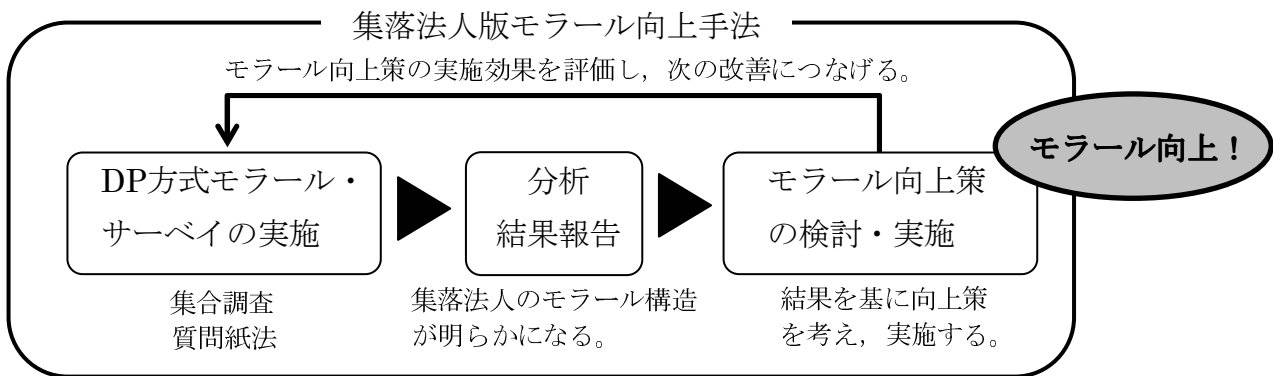 集落法人版モラール向上手法
モラール向上策の実施効果を評価し，次の改善につなげる。
モラール向上！
DP方式モラール・
サーベイの実施
分析
結果報告
モラール向上策
の検討・実施
集合調査
質問紙法
集落法人のモラール構造
が明らかになる。
結果を基に向上策
を考え，実施する。